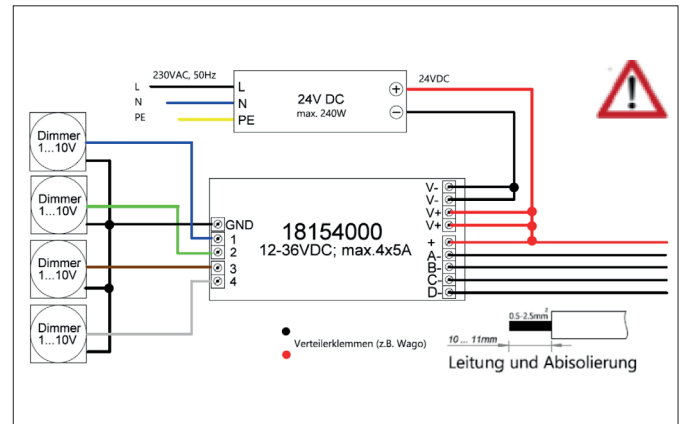 230VAC, 50Hz
L
N
PE
L
N
PE
24V DC
max. 240W
+
−
24VDC
!
Dimmer
1...10V
Dimmer
1...10V
Dimmer
1...10V
Dimmer
1...10V
GND
1
2
3
4
18154000
12-36VDC; max.4x5A
V-
V-
V+
V+
+
A-
B-
C-
D-
Verteilerklemmen (z.B. Wago)
0.5-2.5mm²
10 ... 11mm
Leitung und Abisolierung